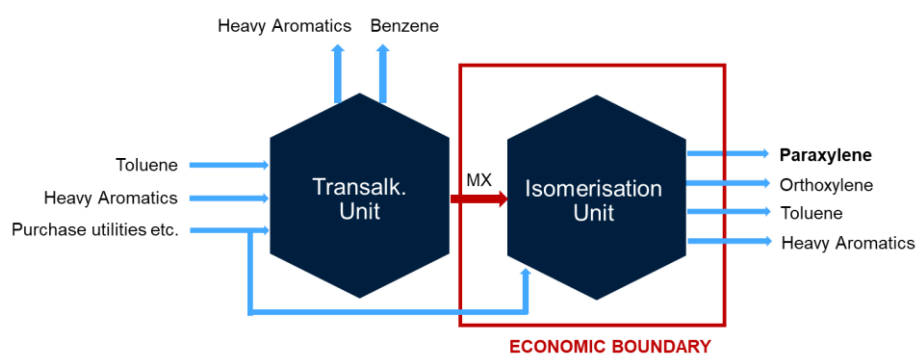 Heavy Aromatics
Benzene
Toluene
Heavy Aromatics
Purchase utilities etc.
Transalk.
Unit
MX
Isomerisation
Unit
Paraxylene
Orthoxylene
Toluene
Heavy Aromatics
ECONOMIC BOUNDARY